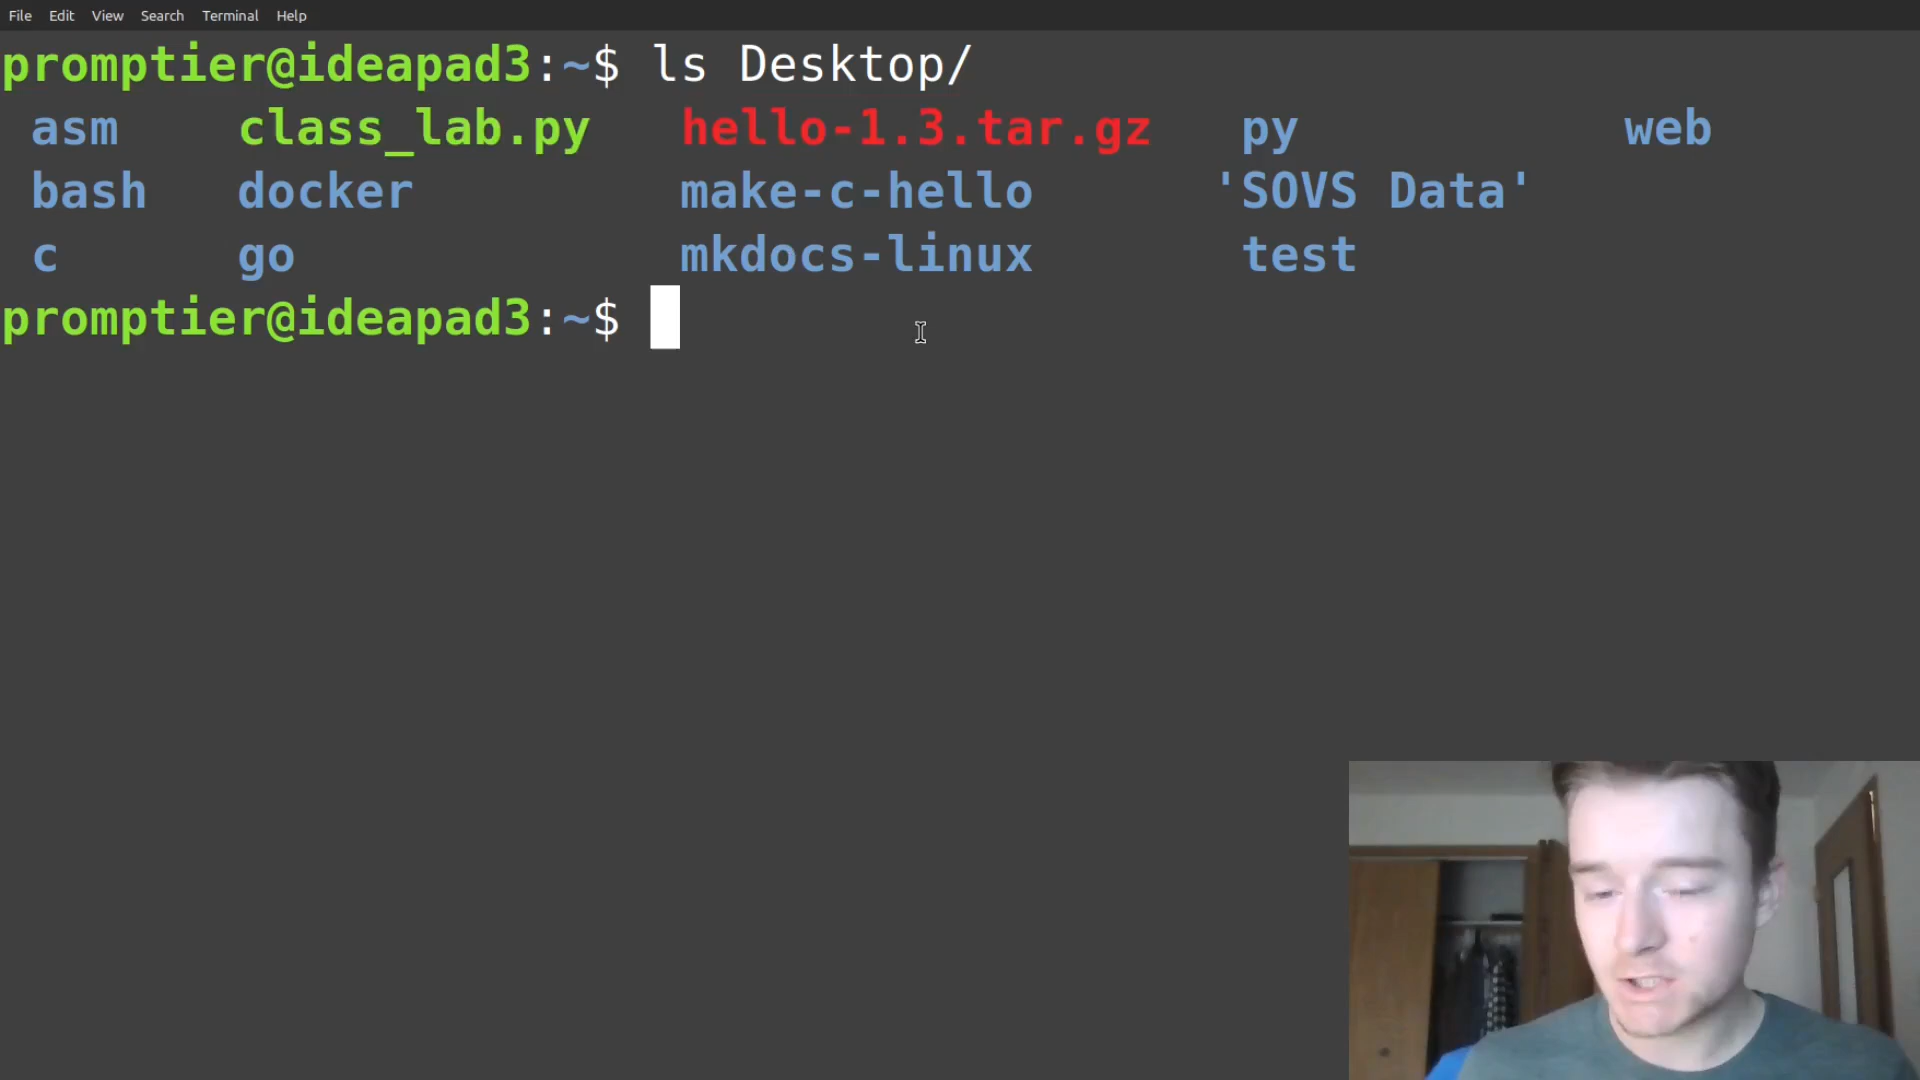 File Edit View Search Terminal Help
promptier@ideapad3:~$ ls Desktop/
asm class_lab.py hello-1.3.tar.gz py web
bash docker make-c-hello 'SOVS Data'
c go mkdocs-linux test
promptier@ideapad3:~$